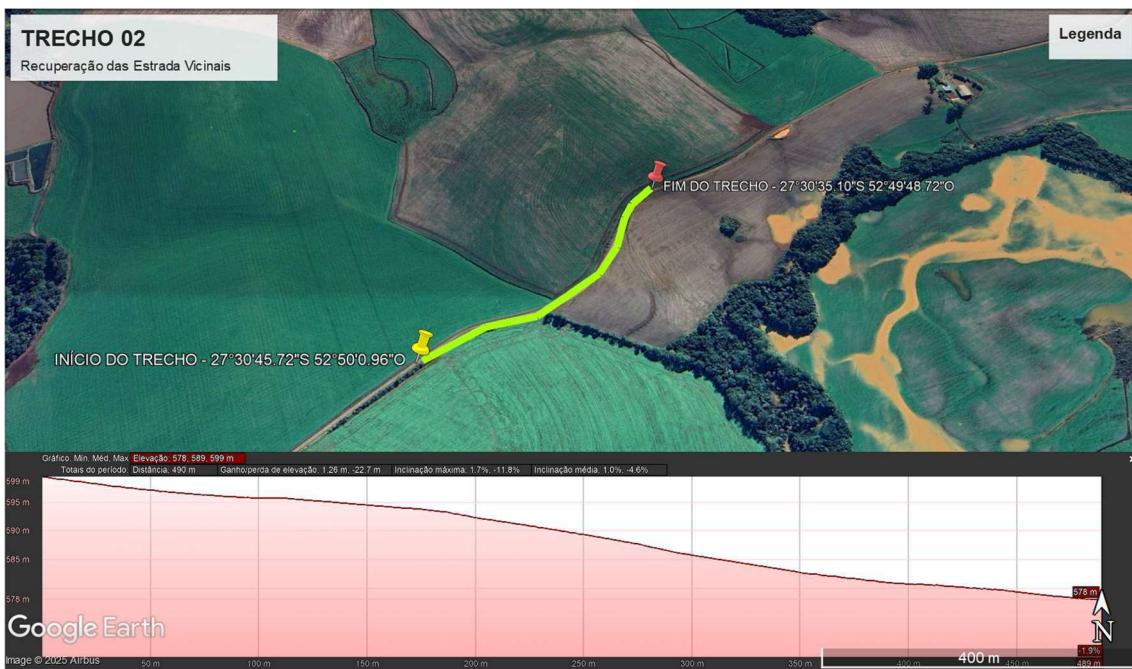 TRECHO 02
Recuperação das Estrada Vicinais
Legenda
FIM DO TRECHO - 27°30'35.10"S 52°49'48 72"O
INÍCIO DO TRECHO - 27°30'45.72"S 52°50'0.96"O
Gráfico: Mín, Méd, Máx Elevação: 578, 589, 599 m
Totais do período: Distância: 490 m Ganho/perda de elevação: 1.26 m, -22.7 m Inclinação máxima: 1.7%, -11.8% Inclinação média: 1.0%, -4.6%
599 m
595 m
590 m
585 m
578 m
578 m
Google Earth
N
-1.9%
Image © 2025 Airbus
50 m 100 m 150 m 200 m 250 m 300 m 350 m 400 m 450 m 489 m
400 m